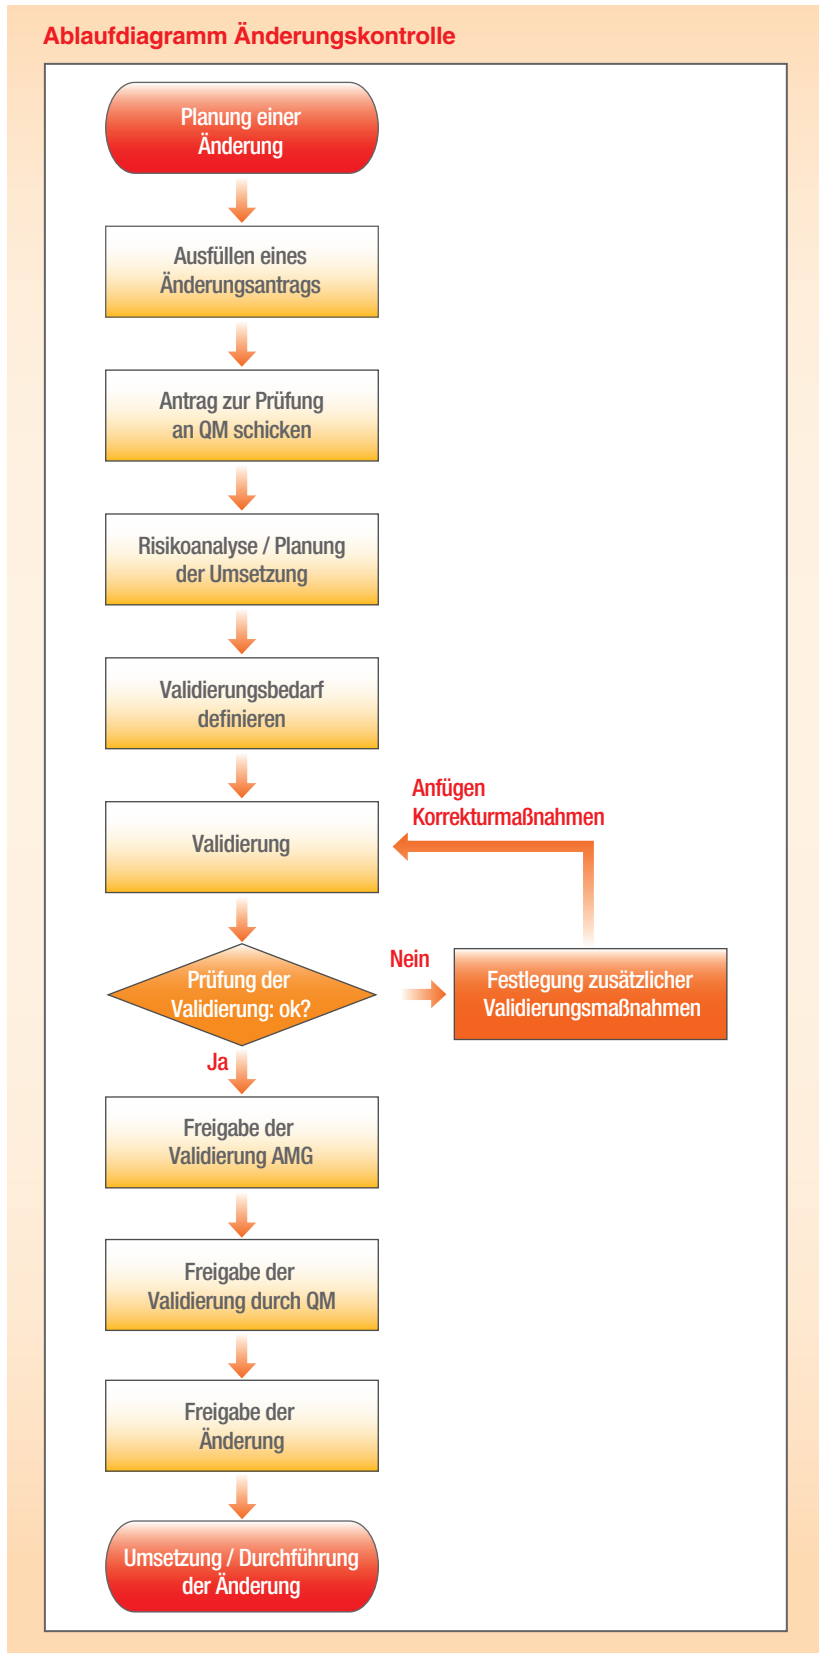 Ablaufdiagramm Änderungskontrolle
Planung einer
Änderung
Ausfüllen eines
Änderungsantrags
Antrag zur Prüfung
an QM schicken
Risikoanalyse / Planung
der Umsetzung
Validierungsbedarf
definieren
Anfügen
Korrekturmaßnahmen
Validierung
Prüfung der
Validierung: ok?
Nein
Festlegung zusätzlicher
Validierungsmaßnahmen
Ja
Freigabe der
Validierung AMG
Freigabe der
Validierung durch QM
Freigabe der
Änderung
Umsetzung / Durchführung
der Änderung